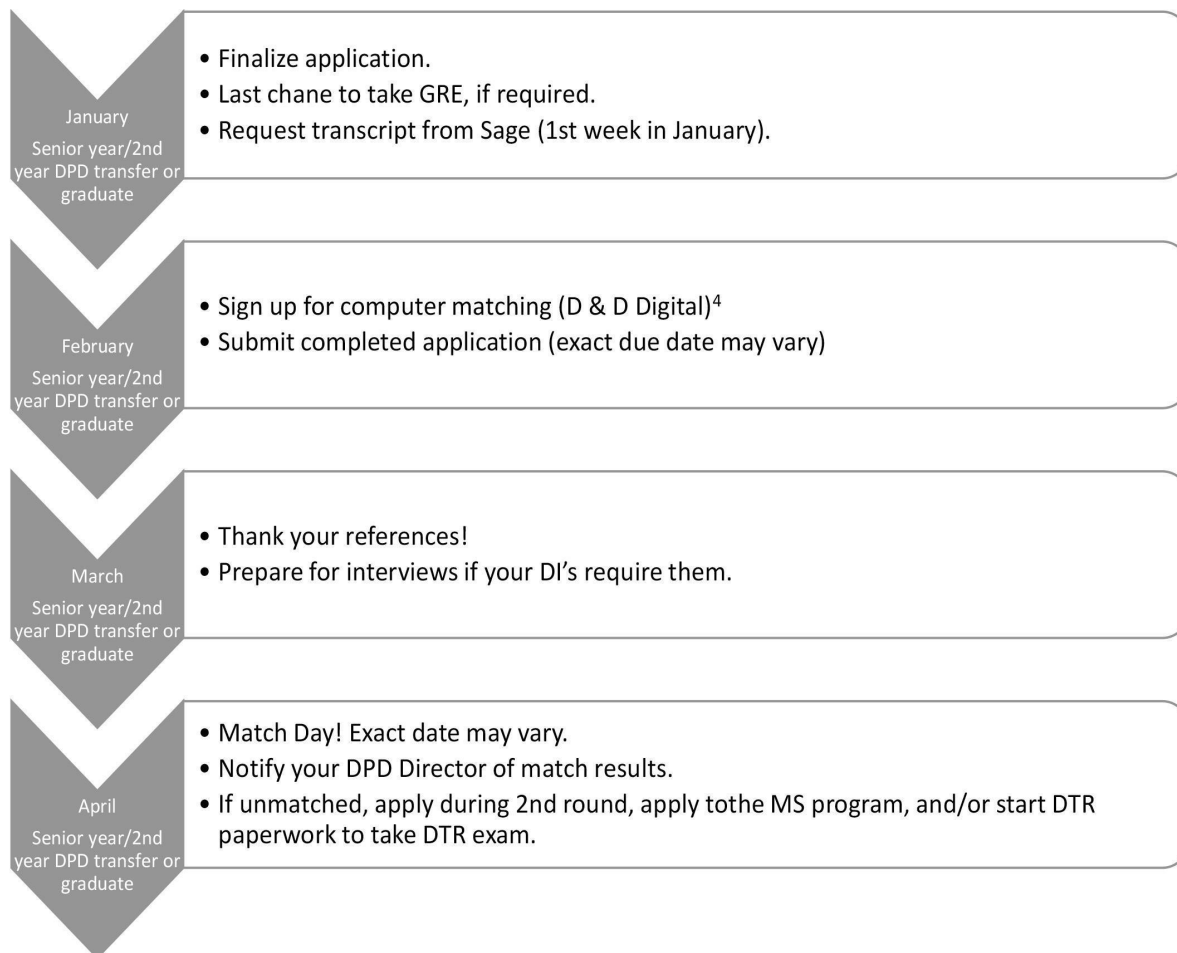 January
Senior year/2nd
year DPD transfer or
graduate
• Finalize application.
• Last chane to take GRE, if required.
• Request transcript from Sage (1st week in January).
February
Senior year/2nd
year DPD transfer or
graduate
• Sign up for computer matching (D & D Digital)⁴
• Submit completed application (exact due date may vary)
March
Senior year/2nd
year DPD transfer or
graduate
• Thank your references!
• Prepare for interviews if your DI’s require them.
April
Senior year/2nd
year DPD transfer or
graduate
• Match Day! Exact date may vary.
• Notify your DPD Director of match results.
• If unmatched, apply during 2nd round, apply tothe MS program, and/or start DTR
paperwork to take DTR exam.